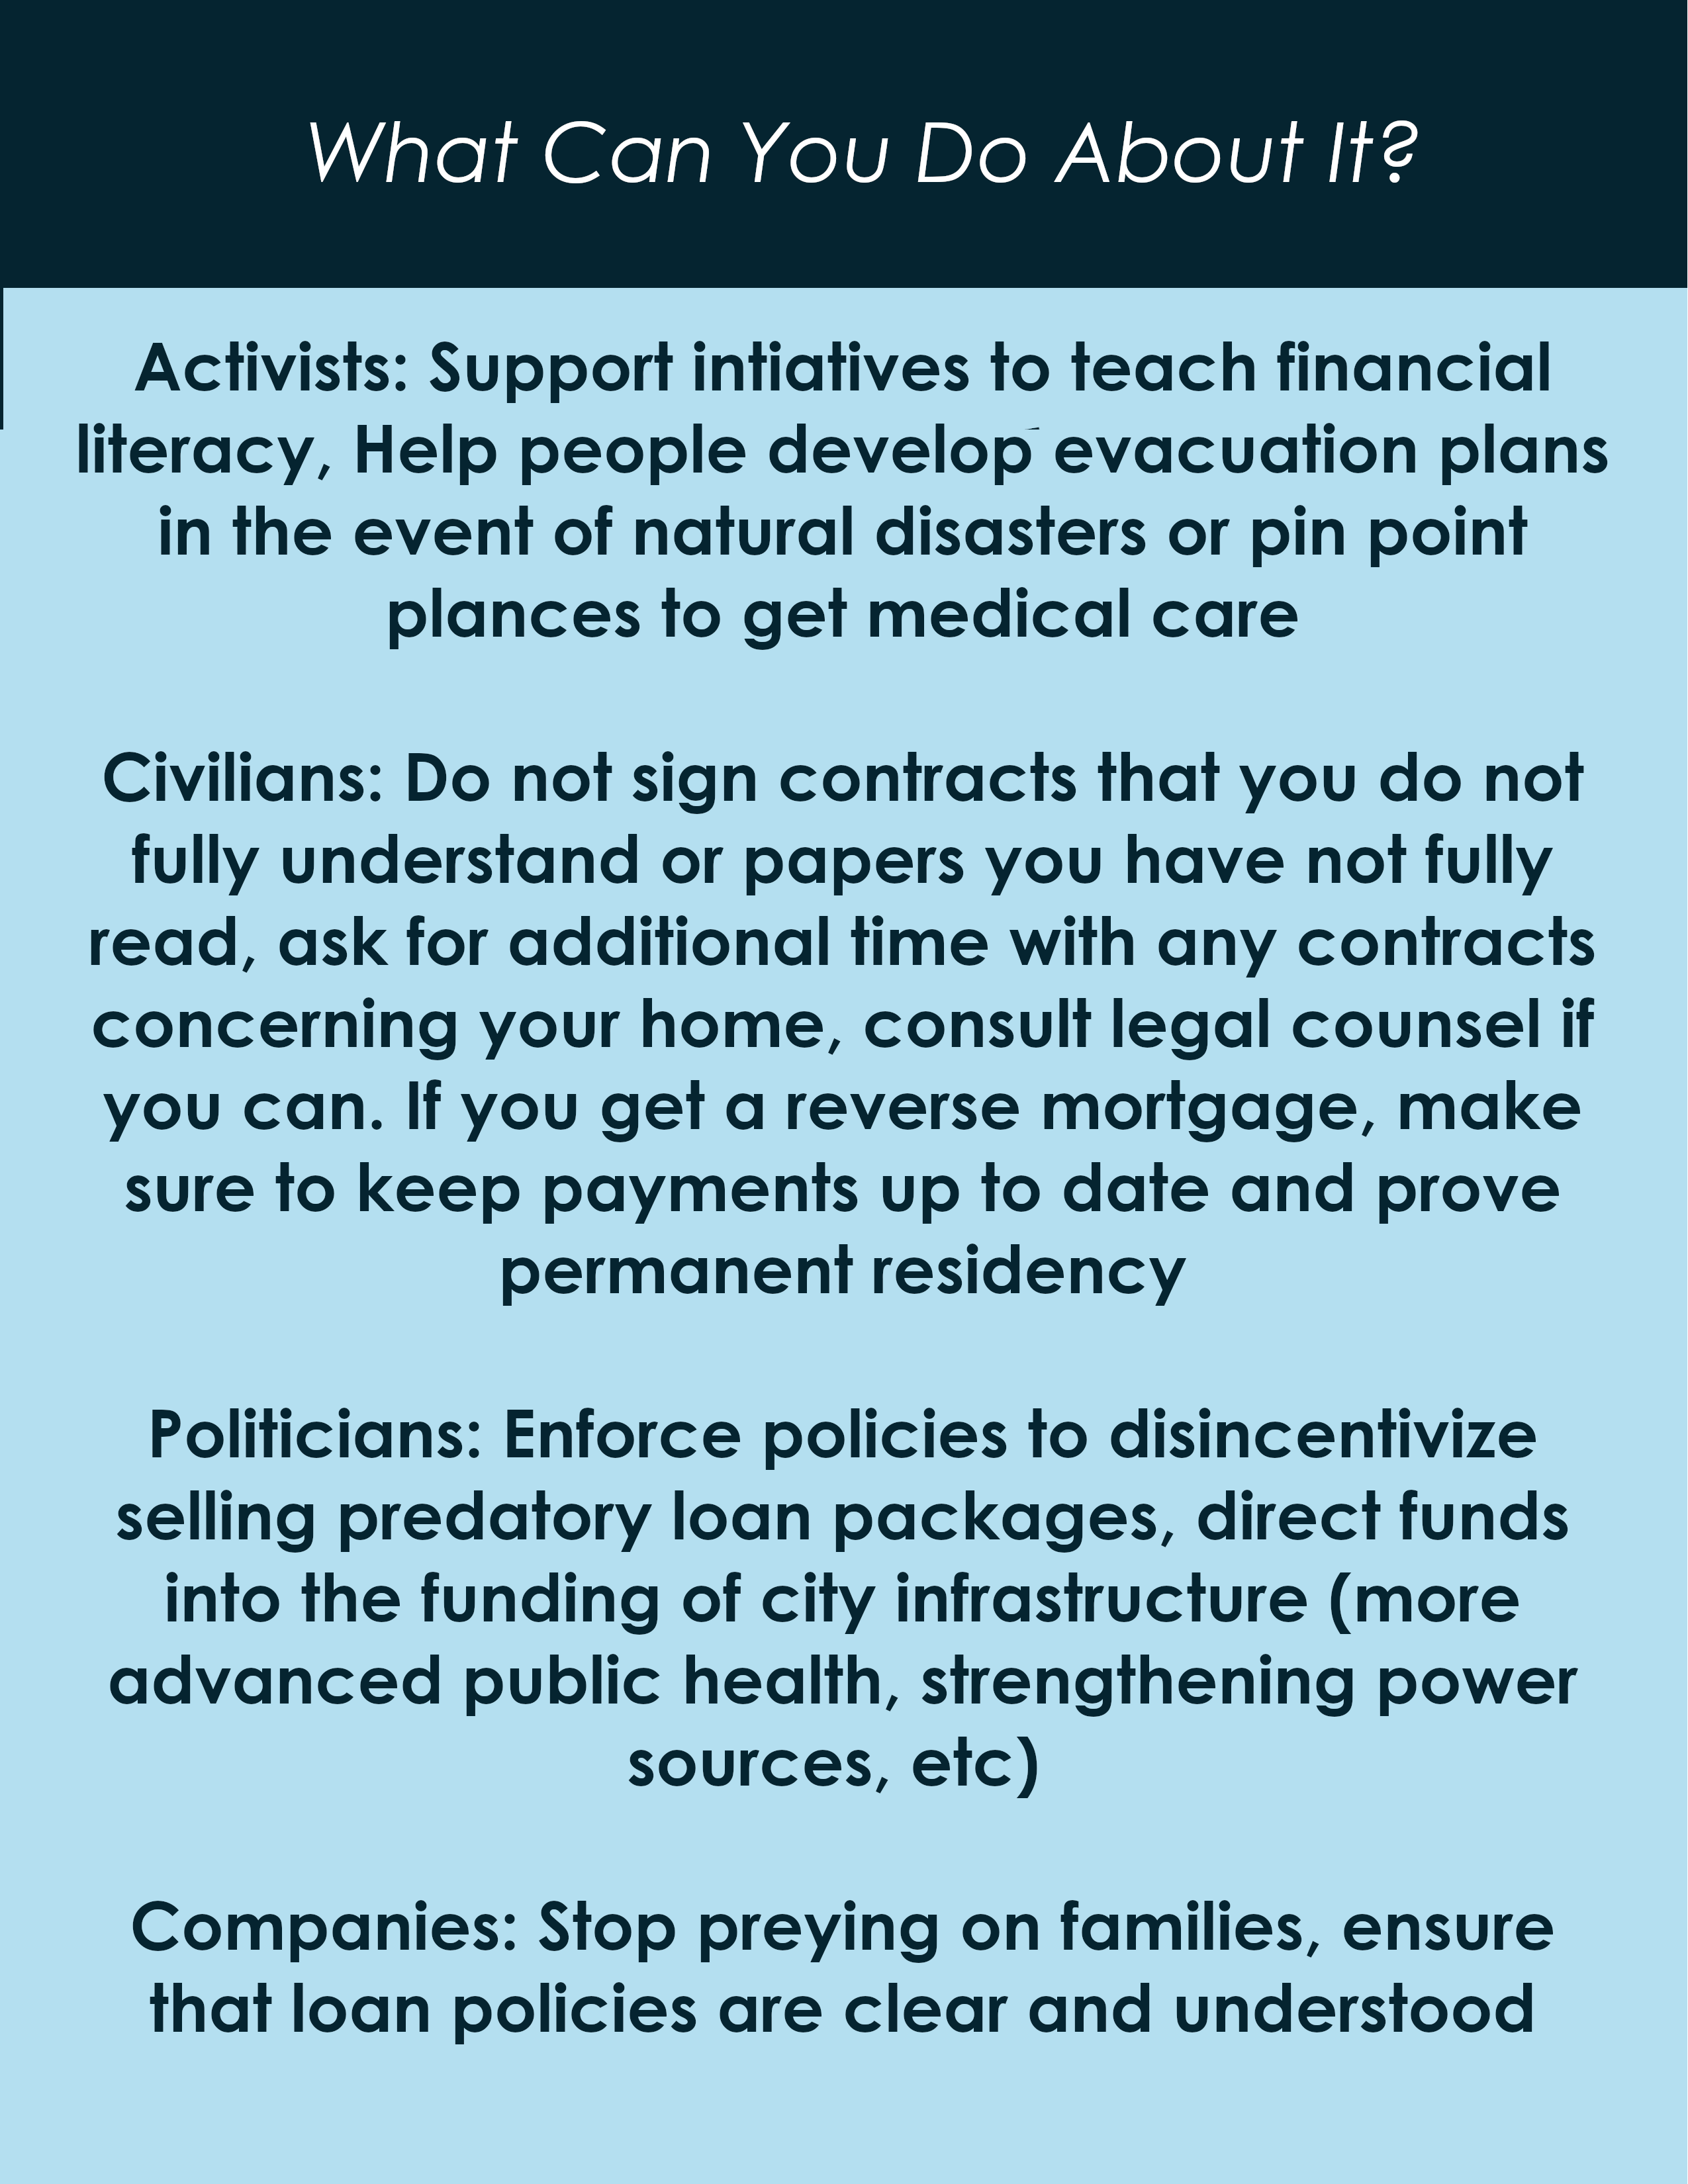 What Can You Do About It?
Activists: Support intiatives to teach financial
literacy, Help people develop evacuation plans
in the event of natural disasters or pin point
plances to get medical care
Civilians: Do not sign contracts that you do not
fully understand or papers you have not fully
read, ask for additional time with any contracts
concerning your home, consult legal counsel if
you can. If you get a reverse mortgage, make
sure to keep payments up to date and prove
permanent residency
Politicians: Enforce policies to disincentivize
selling predatory loan packages, direct funds
into the funding of city infrastructure (more
advanced public health, strengthening power
sources, etc)
Companies: Stop preying on families, ensure
that loan policies are clear and understood